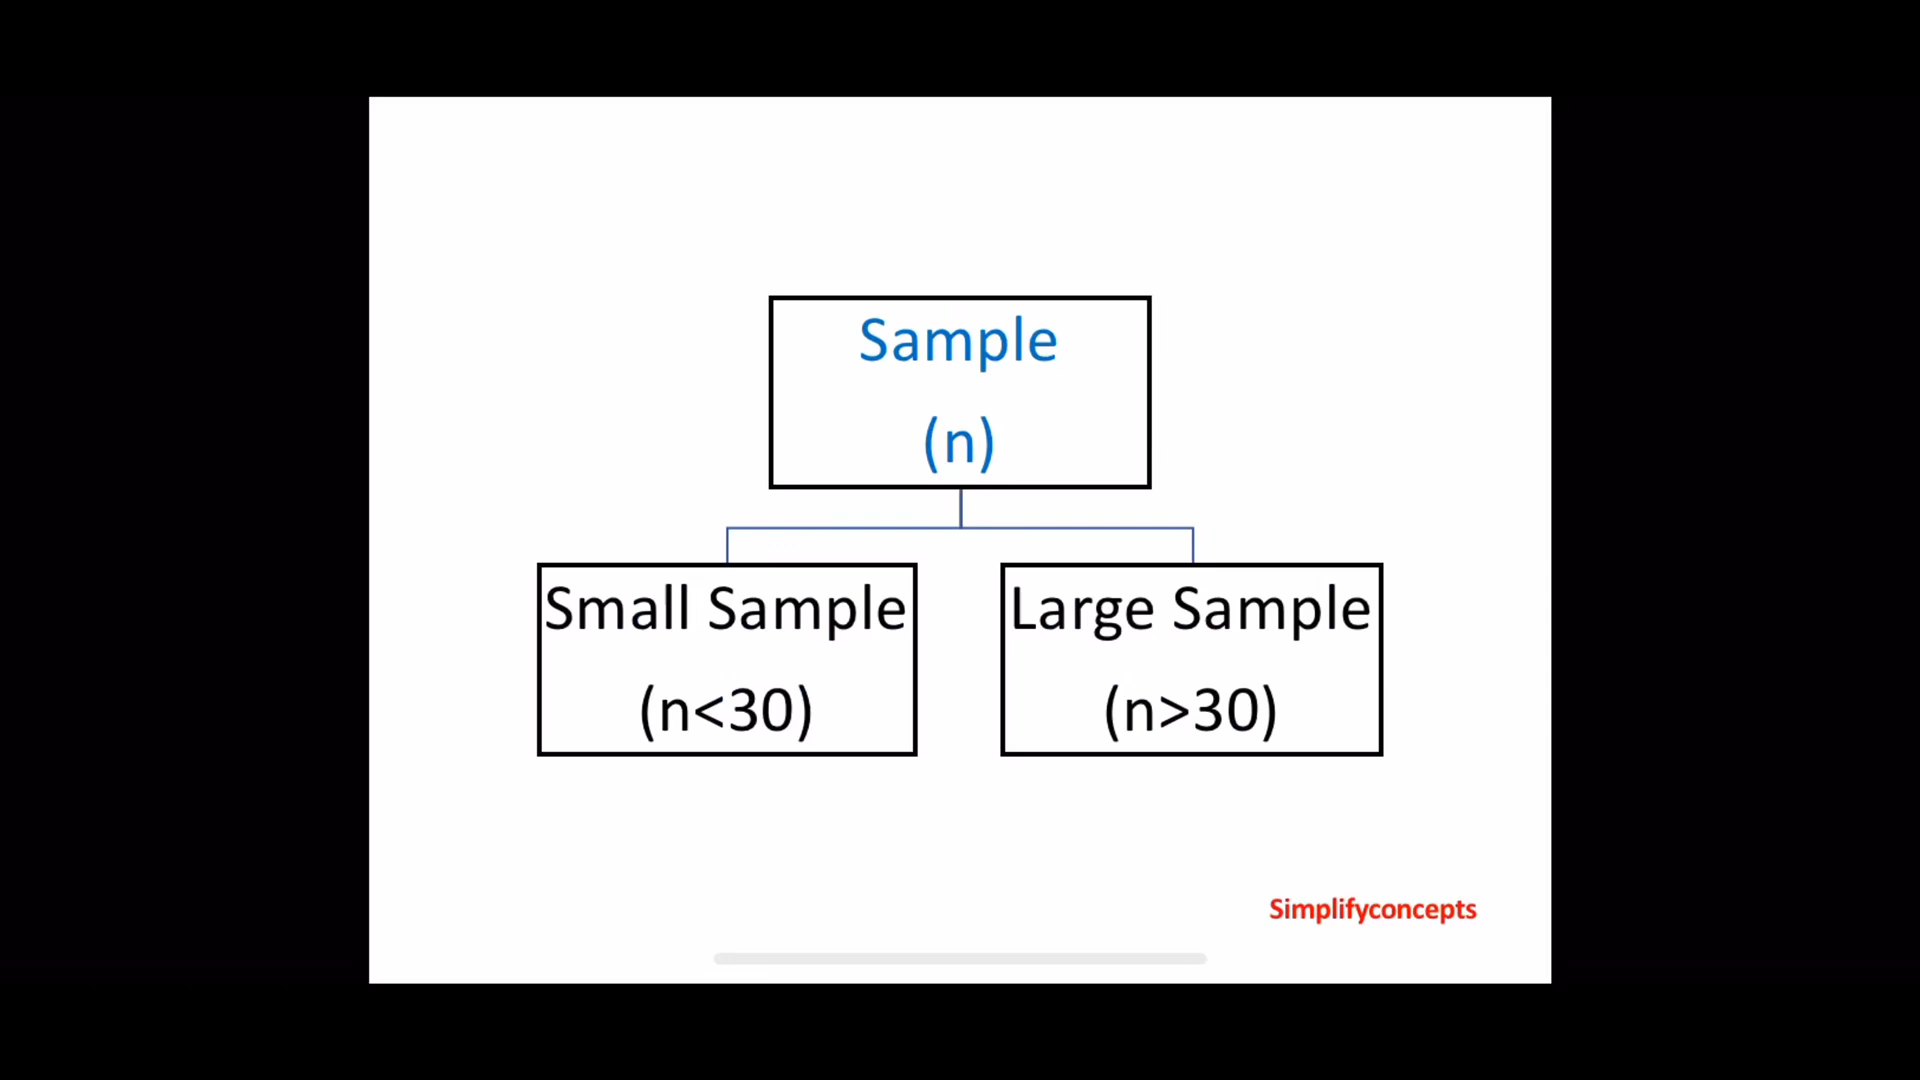 Sample
(n)
Small Sample
(n<30)
Large Sample
(n>30)
Simplifyconcepts